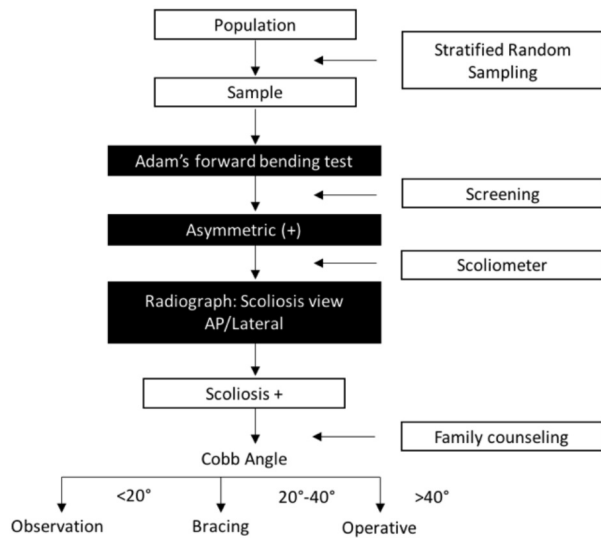 Population
Stratified Random
Sampling
Sample
Adam's forward bending test
Screening
Asymmetric (+)
Scoliometer
Radiograph: Scoliosis view
AP/Lateral
Scoliosis +
Family counseling
Cobb Angle
<20°
20°-40°
>40°
Observation
Bracing
Operative